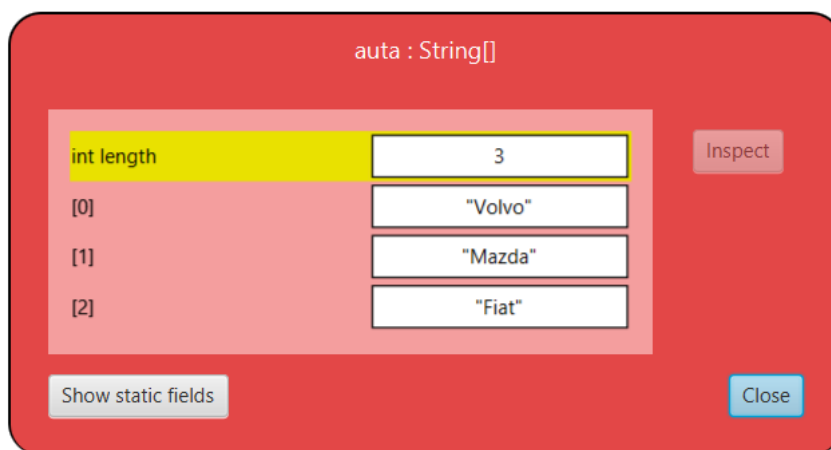 auta : String[]
int length 3
Inspect
[0] "Volvo"
[1] "Mazda"
[2] "Fiat"
Show static fields
Close